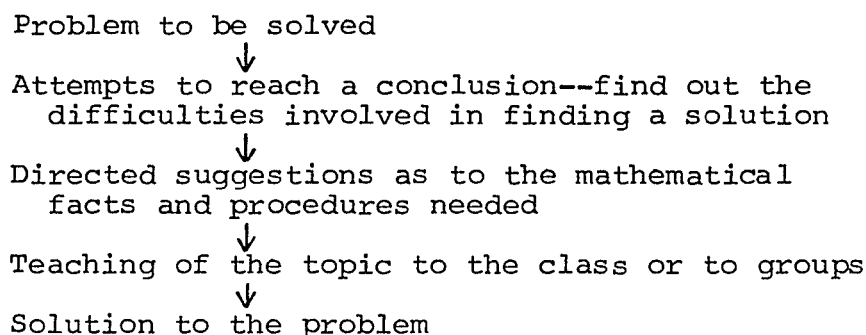 Problem to be solved
↓
Attempts to reach a conclusion--find out the
difficulties involved in finding a solution
↓
Directed suggestions as to the mathematical
facts and procedures needed
↓
Teaching of the topic to the class or to groups
↓
Solution to the problem